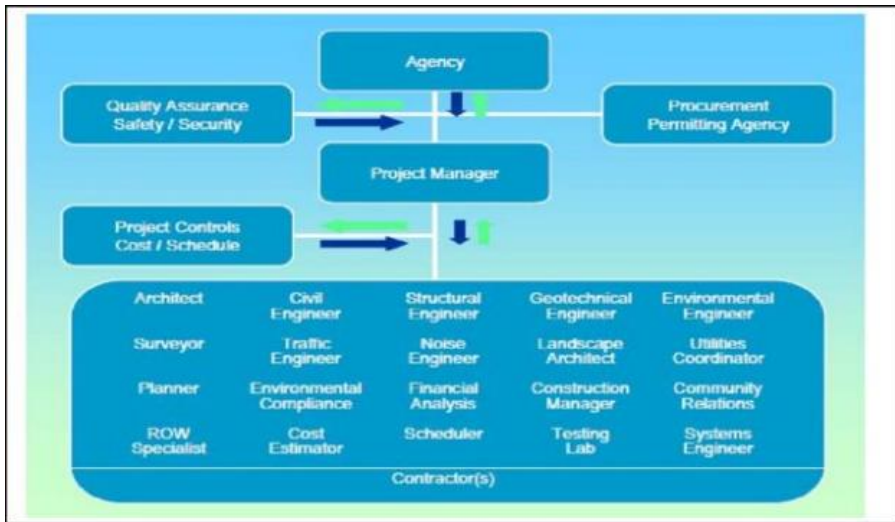 Agency
Quality Assurance
Safety / Security
Procurement
Permitting Agency
Project Manager
Project Controls
Cost / Schedule
Architect
Civil
Engineer
Structural
Engineer
Geotechnical
Engineer
Environmental
Engineer
Surveyor
Traffic
Engineer
Noise
Engineer
Landscape
Architect
Utilities
Coordinator
Planner
Environmental
Compliance
Financial
Analysis
Construction
Manager
Community
Relations
ROW
Specialist
Cost
Estimator
Scheduler
Testing
Lab
Systems
Engineer
Contractor(s)